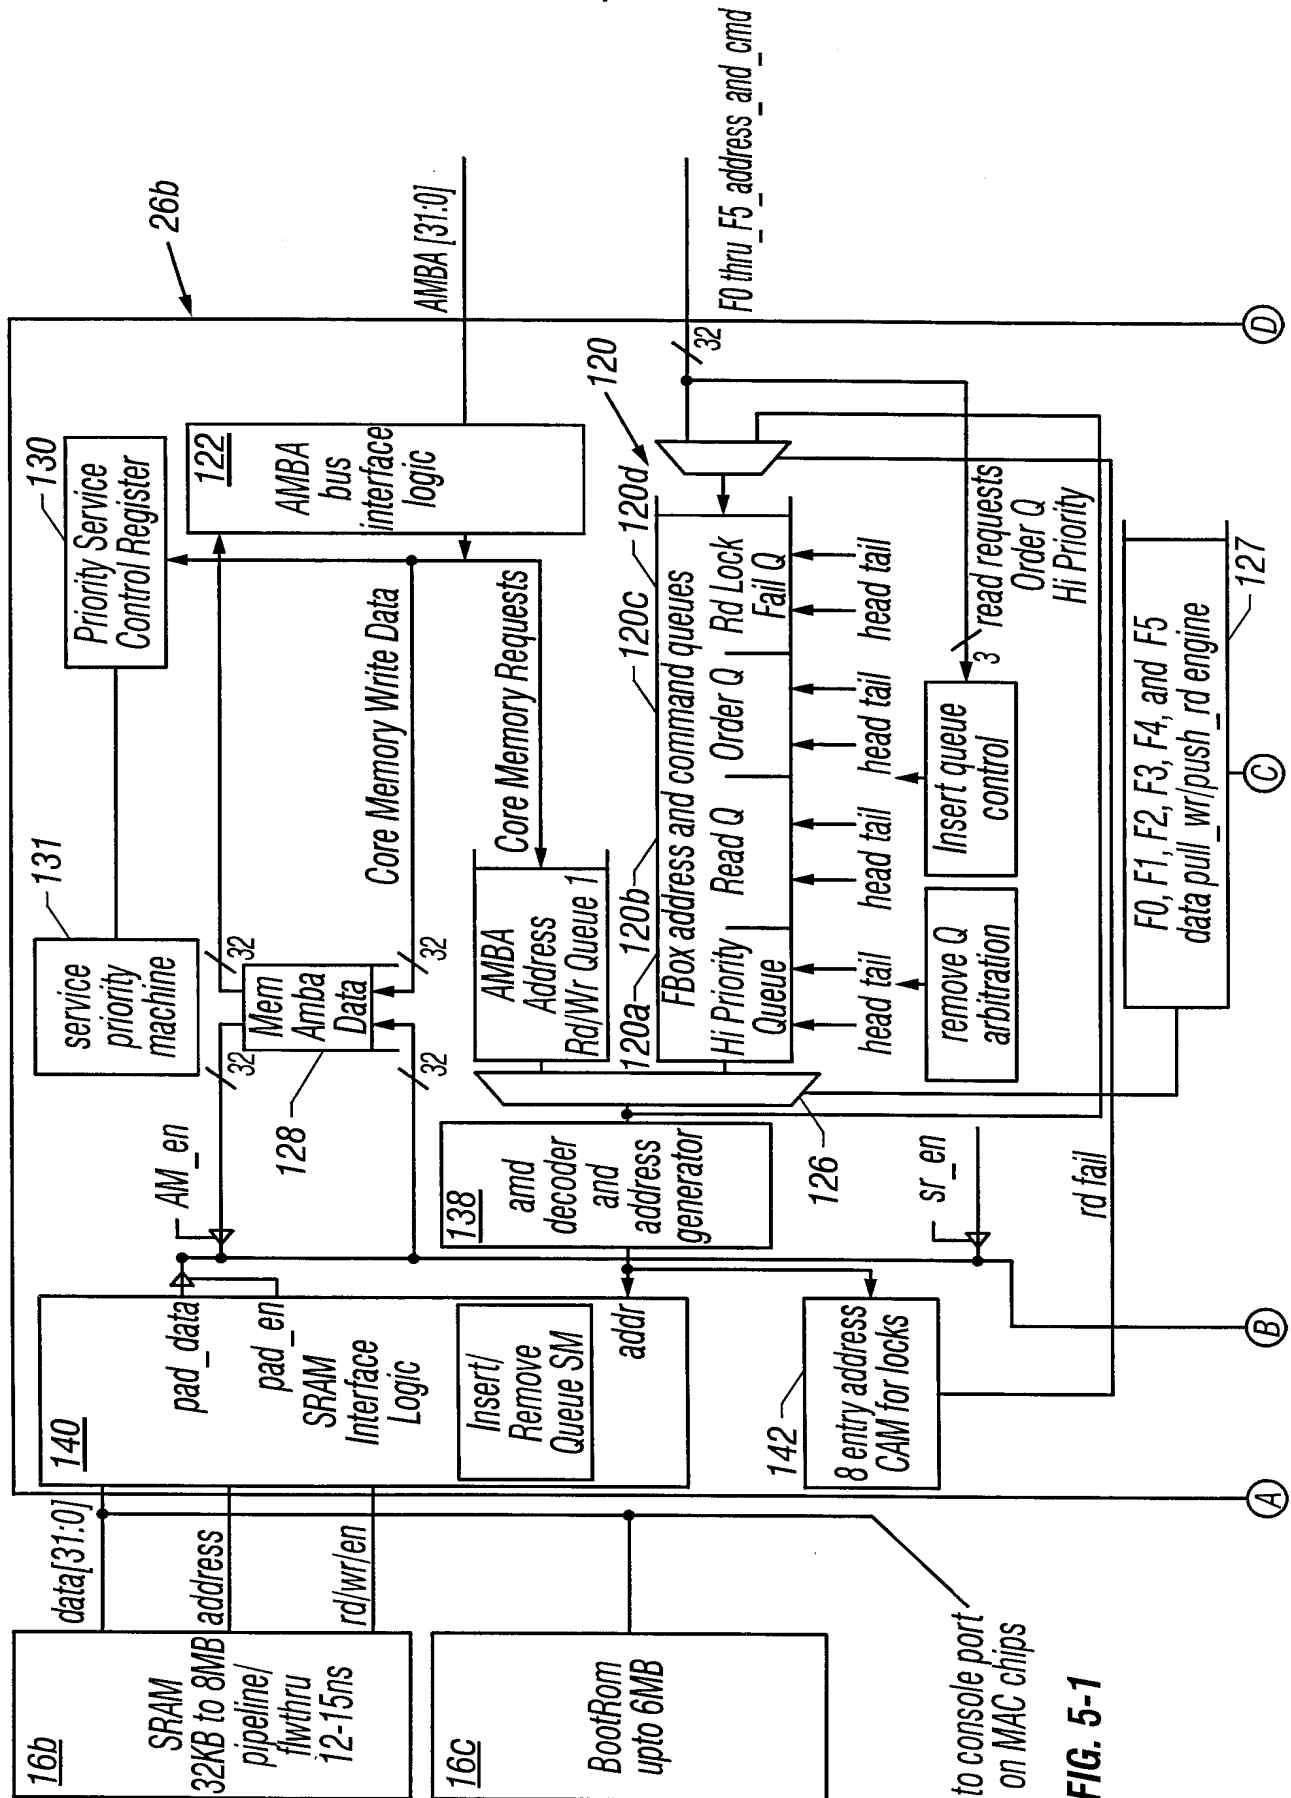 16b
SRAM
32KB to 8MB
pipeline/
flwthru
12-15ns
16c
BootRom
upto 6MB
to console port
on MAC chips
FIG. 5-1
data[31:0]
address
rd/wr/en
140
pad_data
pad_en
SRAM
Interface
Logic
Insert/
Remove
Queue SM
addr
142
8 entry address
CAM for locks
A
B
AM_en
138
amd
decoder
and
address
generator
sr_en
rd fail
126
128
131
service
priority
machine
32
32
Mem
Amba
Data
32
32
130
Priority Service
Control Register
Core Memory Write Data
Core Memory Requests
AMBA
Address
Rd/Wr Queue 1
122
AMBA
bus
interface
logic
26b
AMBA [31:0]
120a
120b
120c
120d
120
FBox address and command queues
Hi Priority
Queue
Read Q
Order Q
Rd Lock
Fail Q
head tail
head tail
head tail
head tail
remove Q
arbitration
Insert queue
control
3
read requests
Order Q
Hi Priority
32
F0 thru_F5_address_and_cmd
F0, F1, F2, F3, F4, and F5
data pull_wr/push_rd engine
127
C
D